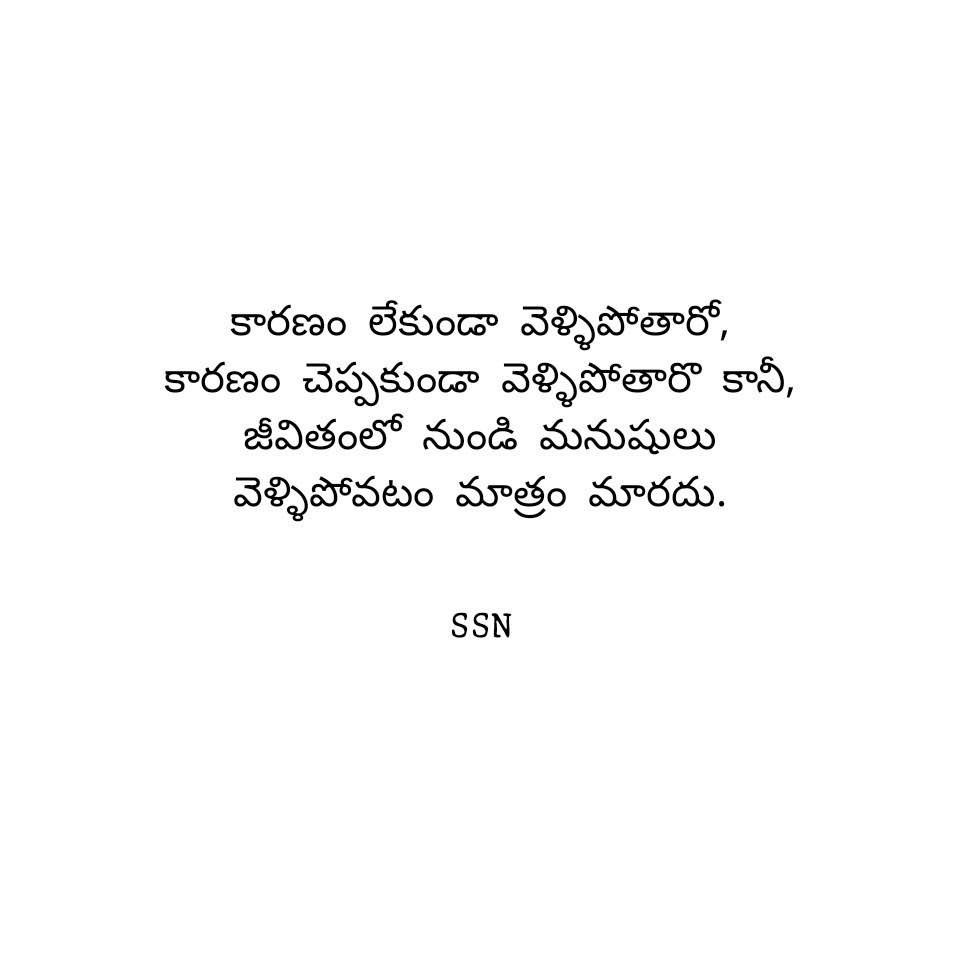 కారణం లేకుండా వెళ్ళిపోతారో,
కారణం చెప్పకుండా వెళ్ళిపోతారొ కానీ,
జీవితంలో నుండి మనుషులు
వెళ్ళిపోవటం మాత్రం మారదు.
SSN